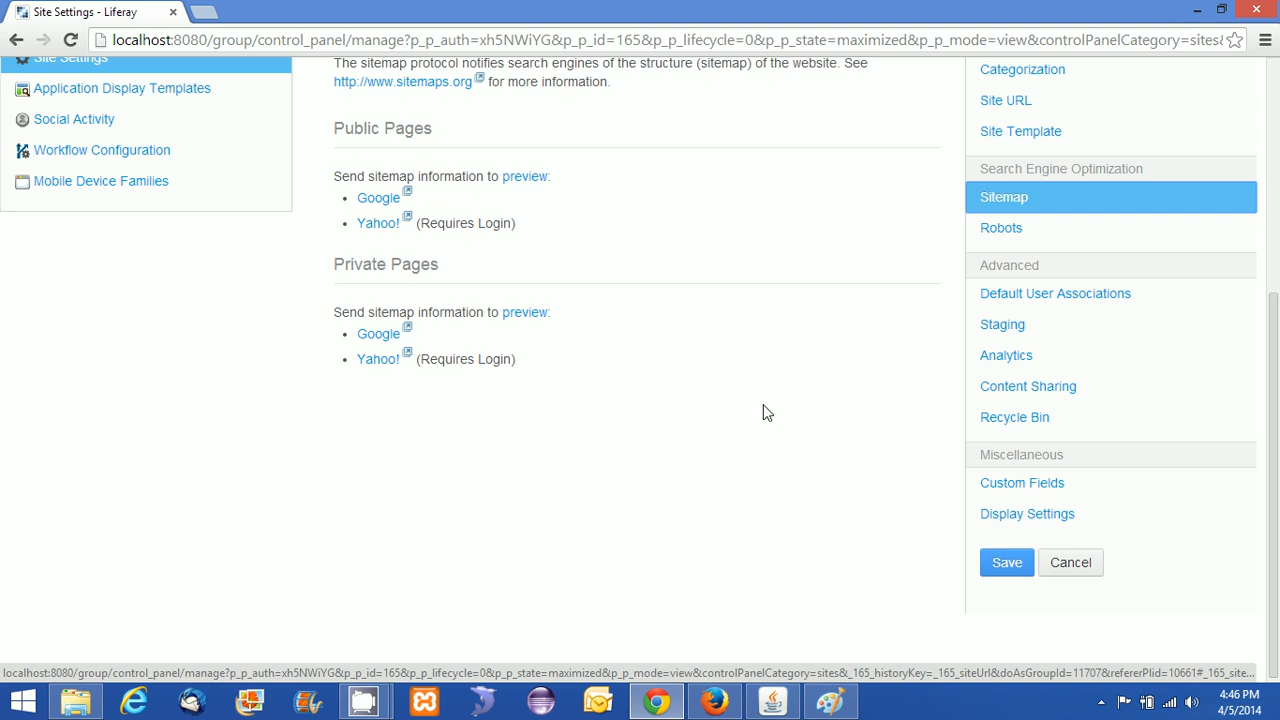 Site Settings - Liferay
localhost:8080/group/control_panel/manage?p_p_auth=xh5NWiYG&p_p_id=165&p_p_lifecycle=0&p_p_state=maximized&p_p_mode=view&controlPanelCategory=sites&
Site Settings
Application Display Templates
Social Activity
Workflow Configuration
Mobile Device Families
The sitemap protocol notifies search engines of the structure (sitemap) of the website. See
http://www.sitemaps.org for more information.
Public Pages
Send sitemap information to preview:
• Google
• Yahoo! (Requires Login)
Private Pages
Send sitemap information to preview:
• Google
• Yahoo! (Requires Login)
Categorization
Site URL
Site Template
Search Engine Optimization
Sitemap
Robots
Advanced
Default User Associations
Staging
Analytics
Content Sharing
Recycle Bin
Miscellaneous
Custom Fields
Display Settings
Save Cancel
localhost:8080/group/control_panel/manage?p_p_auth=xh5NWiYG&p_p_id=165&p_p_lifecycle=0&p_p_state=maximized&p_p_mode=view&controlPanelCategory=sites&_165_historyKey=_165_siteUrl&doAsGroupId=11707&refererPlid=10661#_165_site...
4:46 PM
4/5/2014